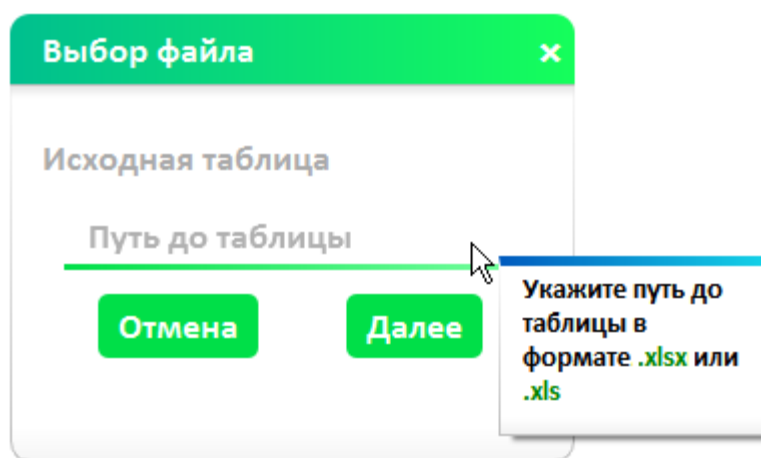 Выбор файла ×
Исходная таблица
Путь до таблицы
Отмена
Далее
Укажите путь до
таблицы в
формате .xlsx или
.xls